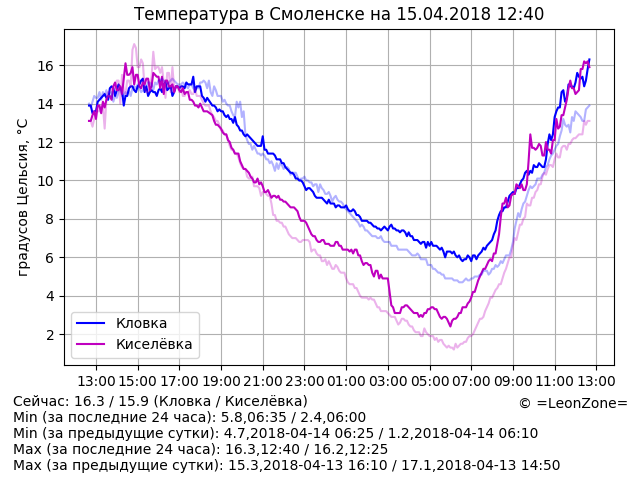 Температура в Смоленске на 15.04.2018 12:40
градусов Цельсия, °C
16
14
12
10
8
6
4
2
Кловка
Киселёвка
13:00 15:00 17:00 19:00 21:00 23:00 01:00 03:00 05:00 07:00 09:00 11:00 13:00
Сейчас: 16.3 / 15.9 (Кловка / Киселёвка)
© =LeonZone=
Min (за последние 24 часа): 5.8,06:35 / 2.4,06:00
Min (за предыдущие сутки): 4.7,2018-04-14 06:25 / 1.2,2018-04-14 06:10
Max (за последние 24 часа): 16.3,12:40 / 16.2,12:25
Max (за предыдущие сутки): 15.3,2018-04-13 16:10 / 17.1,2018-04-13 14:50